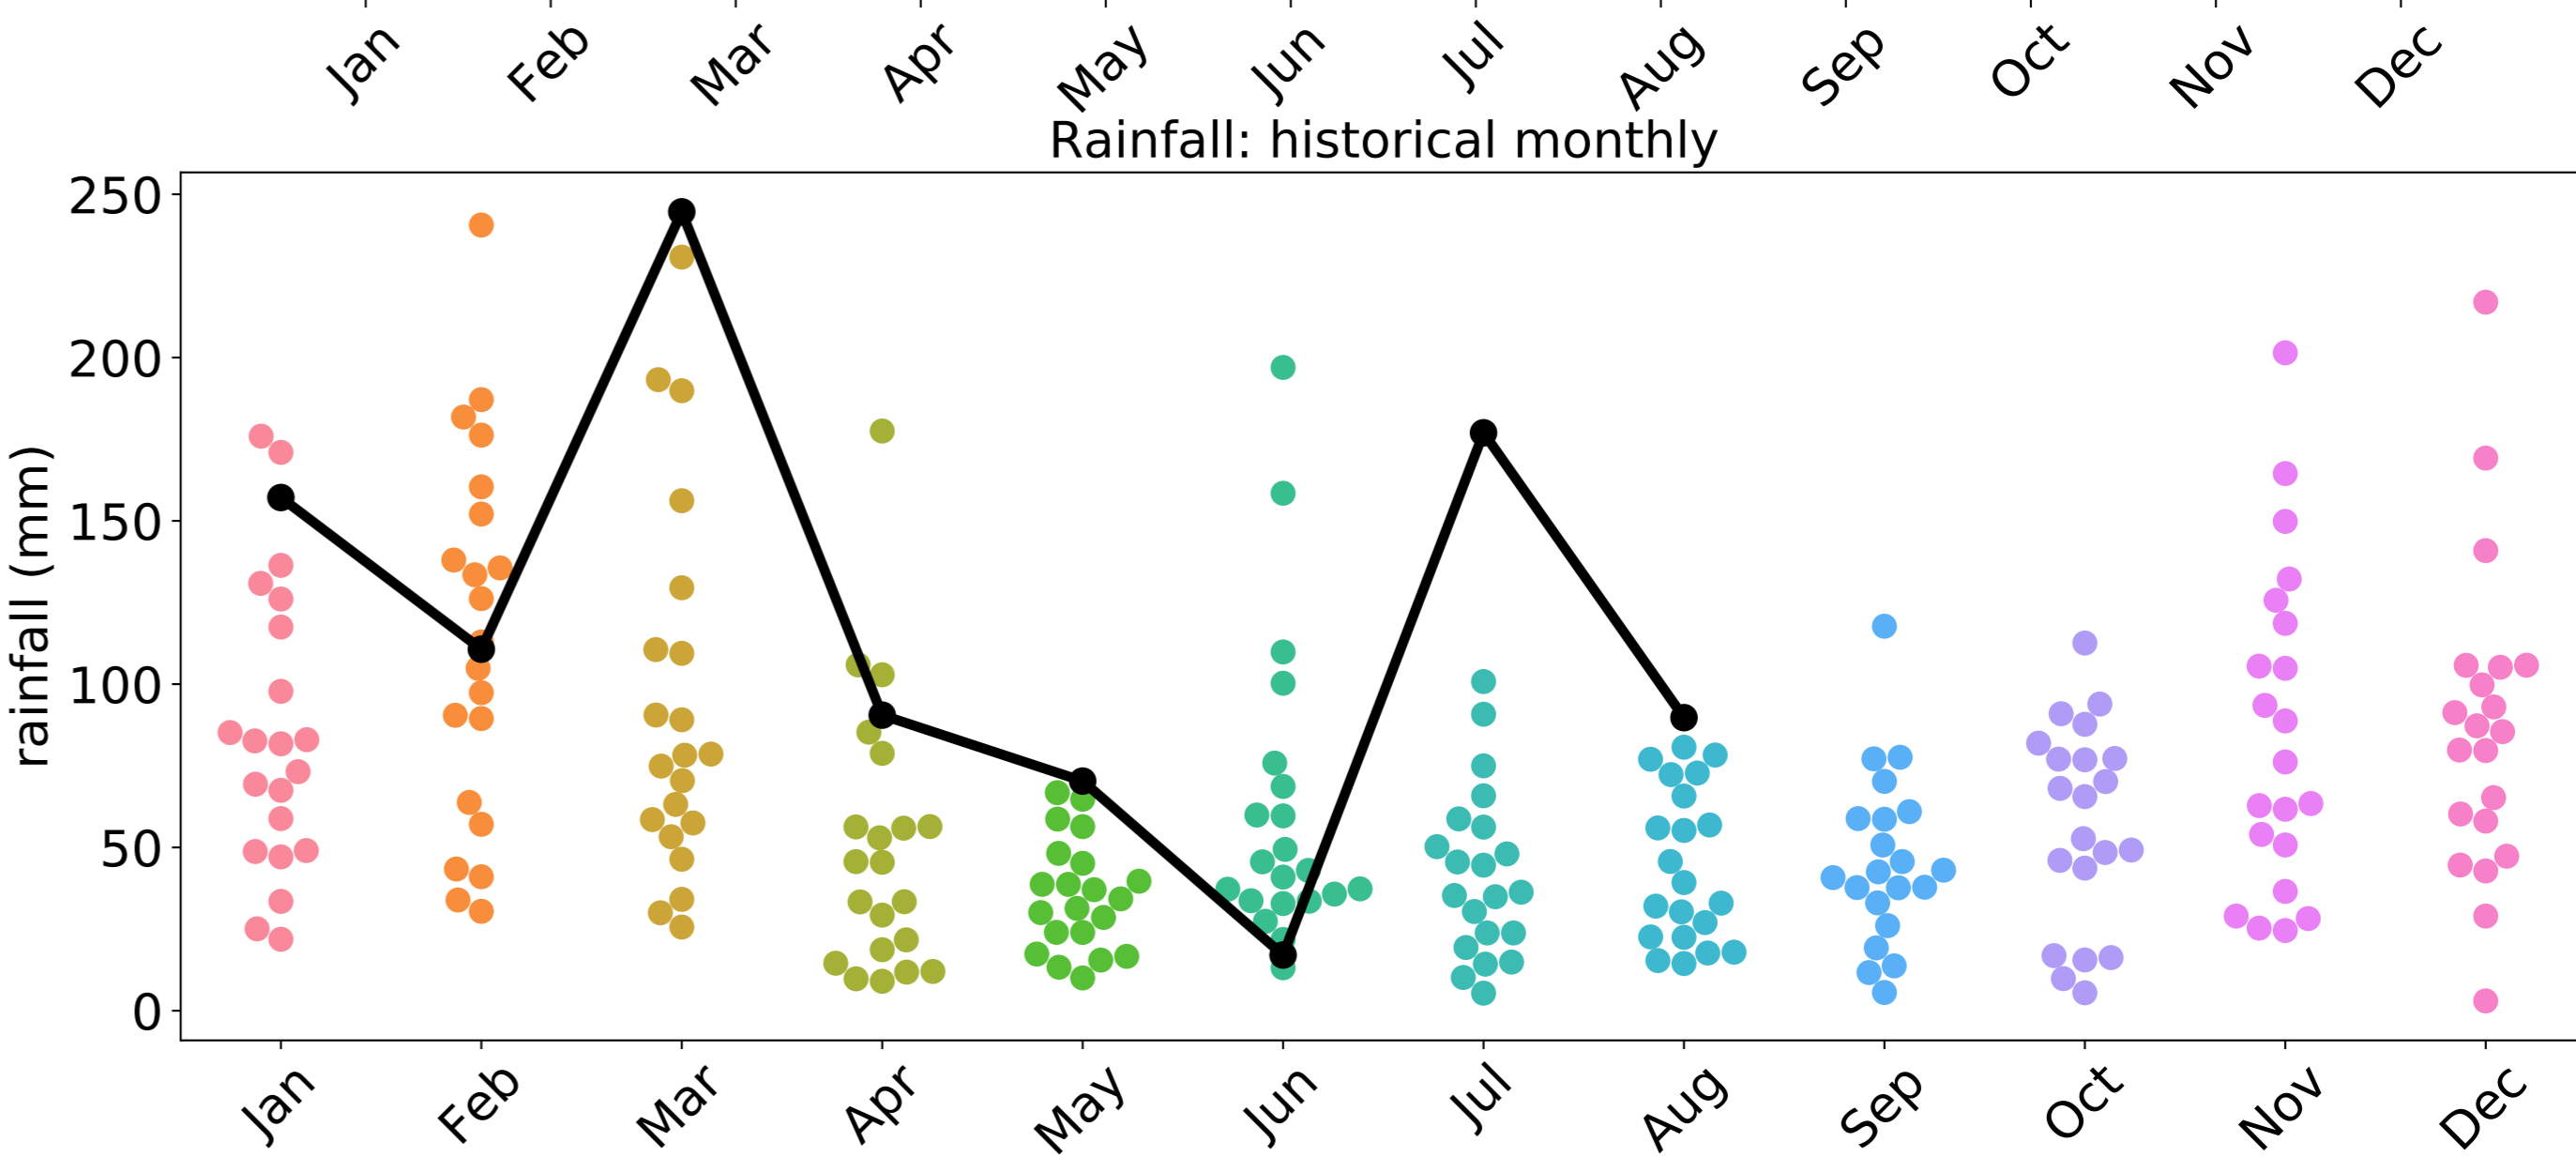 Jan Feb Mar Apr May Jun Jul Aug Sep Oct Nov Dec
Rainfall: historical monthly
rainfall (mm)
250
200
150
100
50
0
Jan Feb Mar Apr May Jun Jul Aug Sep Oct Nov Dec